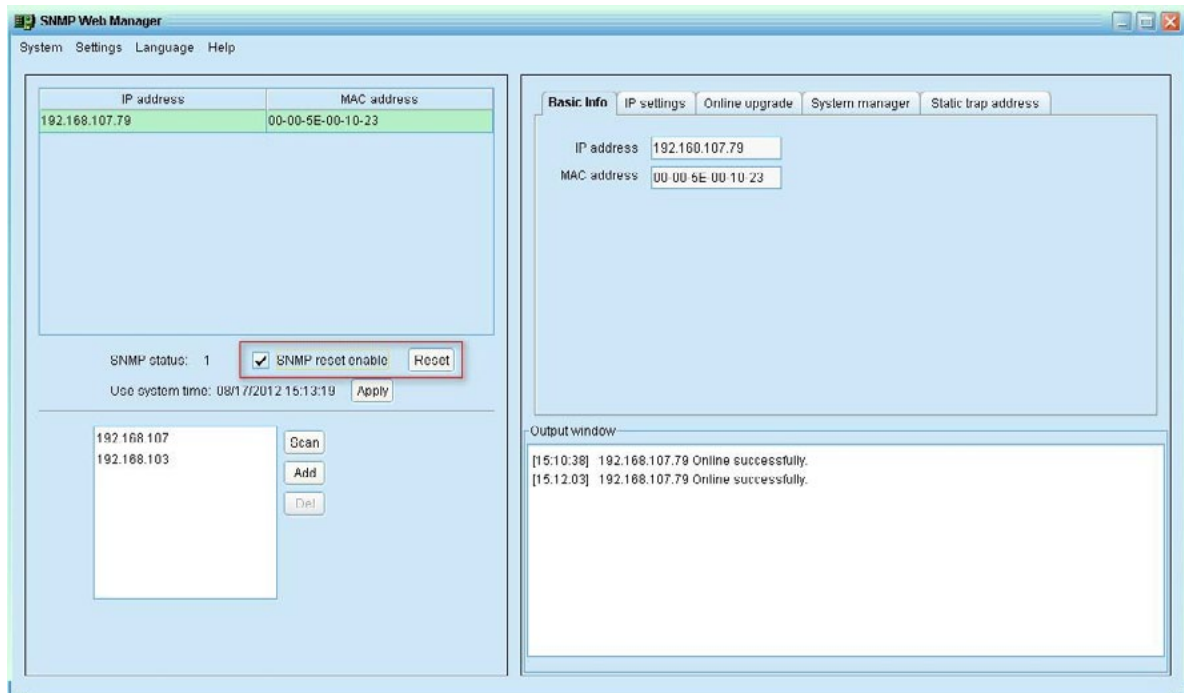 SNMP Web Manager
System Settings Language Help
IP address MAC address
192.168.107.79 00-00-5E-00-10-23
SNMP status: 1 SNMP reset enable Reset
Use system time: 08/17/2012 15:13:19 Apply
192.168.107
192.168.103
Scan
Add
Del
Basic Info IP settings Online upgrade System manager Static trap address
IP address 192.168.107.79
MAC address 00-00-5E-00-10-23
Output window
[15:10:38] 192.168.107.79 Online successfully.
[15:12:03] 192.168.107.79 Online successfully.